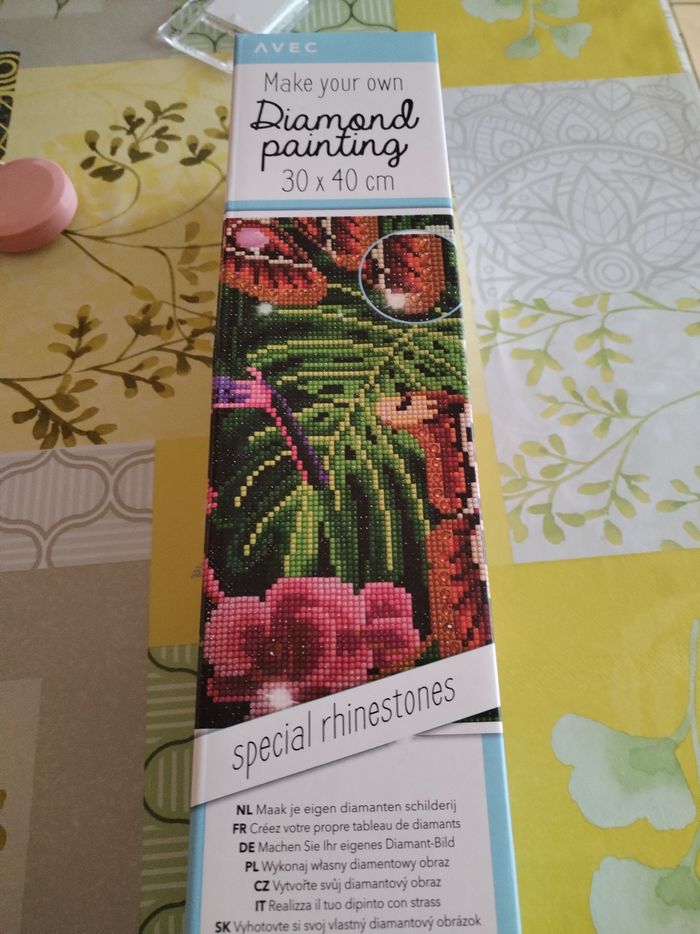 AVEC
Make your own
Diamond
painting
30 x 40 cm
special rhinestones
NL Maak je eigen diamanten schilderij
FR Créez votre propre tableau de diamants
DE Machen Sie Ihr eigenes Diamant-Bild
PL Wykonaj własny diamentowy obraz
CZ Vytvořte svůj diamantový obraz
IT Realizza il tuo dipinto con strass
SK Vyhotovte si svoj vlastný diamantový obrázok